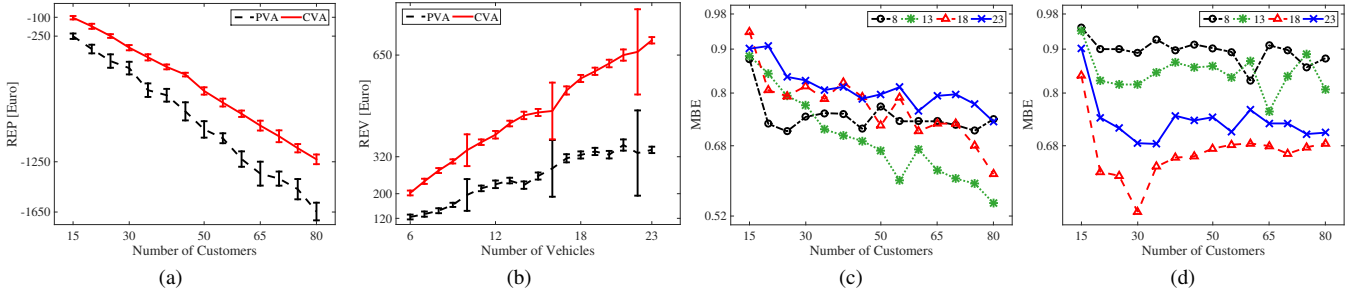 -100
-250
-1250
-1650
REP [Euro]
PVA CVA
15 30 50 65 80
Number of Customers
(a)
650
320
200
120
REV [Euro]
PVA CVA
6 11 17 23
Number of Vehicles
(b)
0.98
0.9
0.8
0.68
0.52
MBE
8 13 18 23
15 30 50 65 80
Number of Customers
(c)
0.98
0.9
0.8
0.68
MBE
8 13 18 23
15 30 50 65 80
Number of Customers
(d)